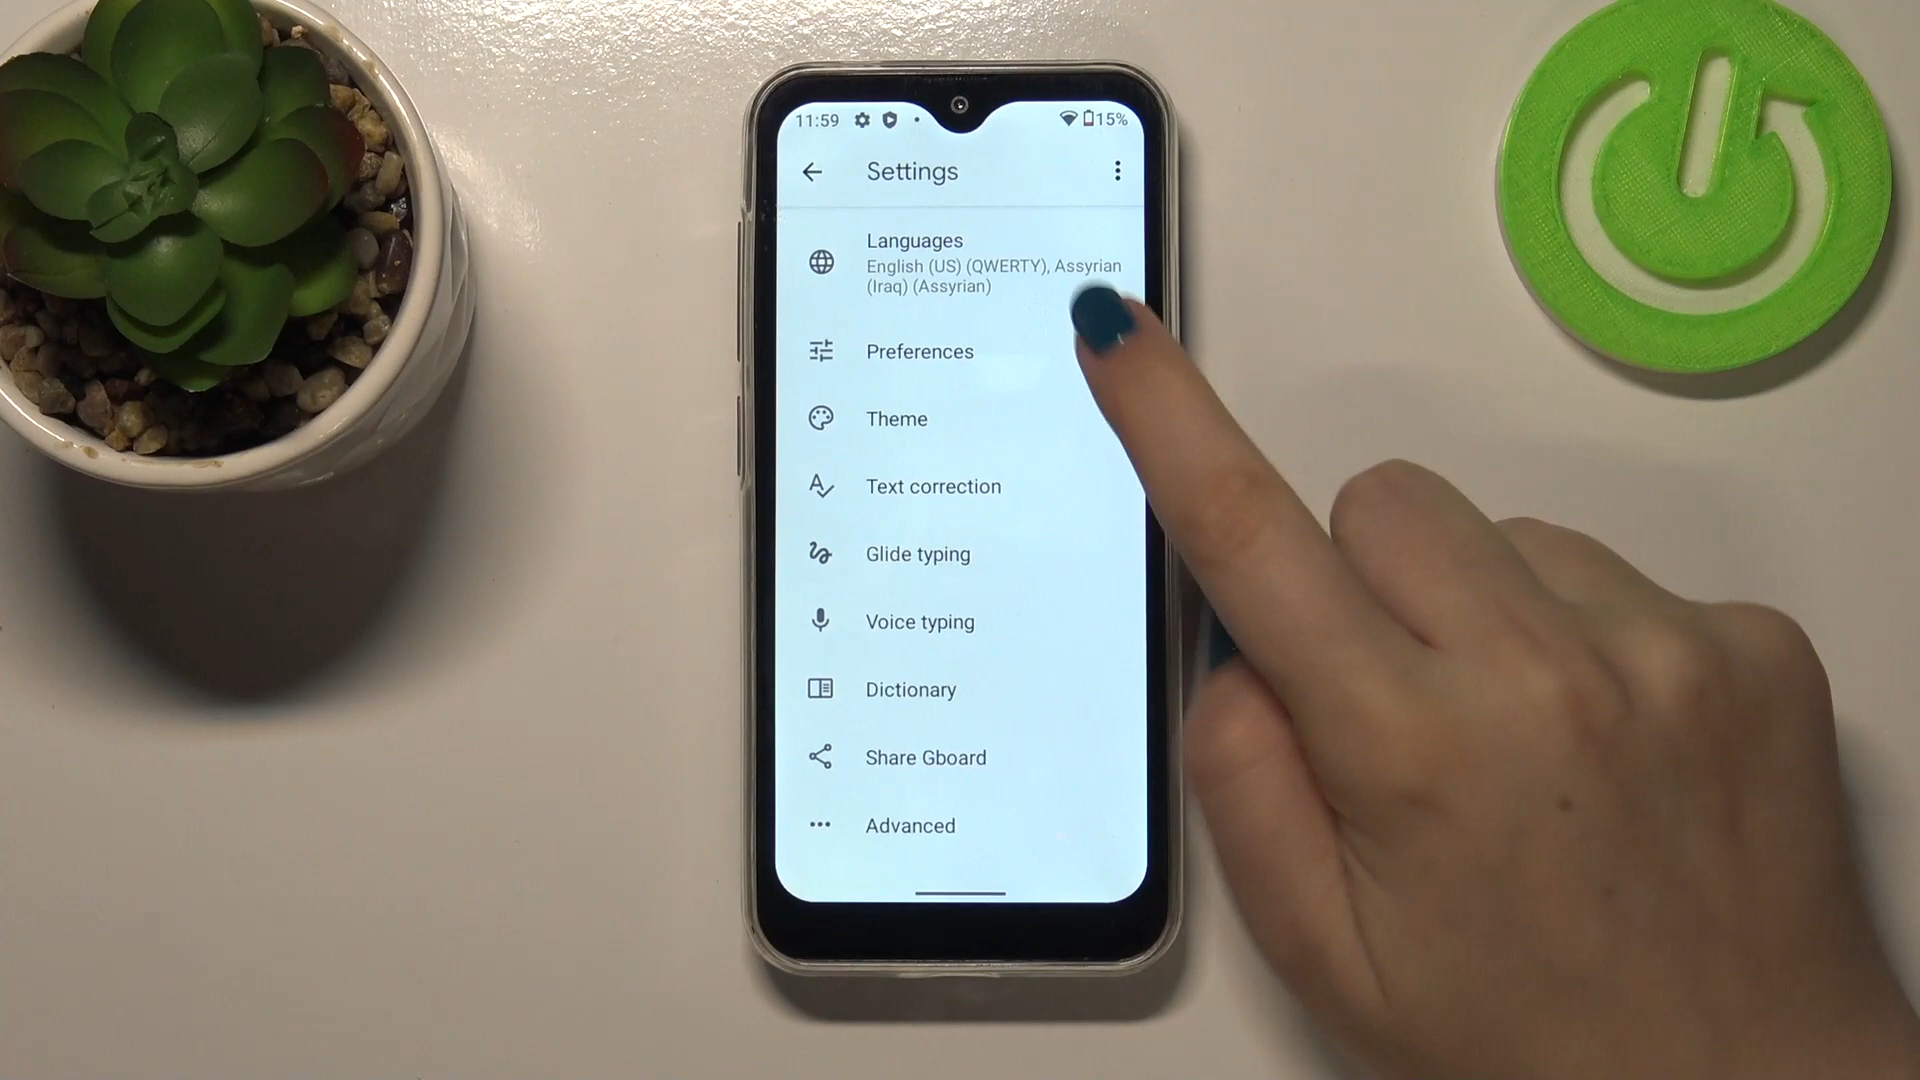 11:59 15%
Settings
Languages
English (US) (QWERTY), Assyrian
(Iraq) (Assyrian)
Preferences
Theme
Text correction
Glide typing
Voice typing
Dictionary
Share Gboard
Advanced